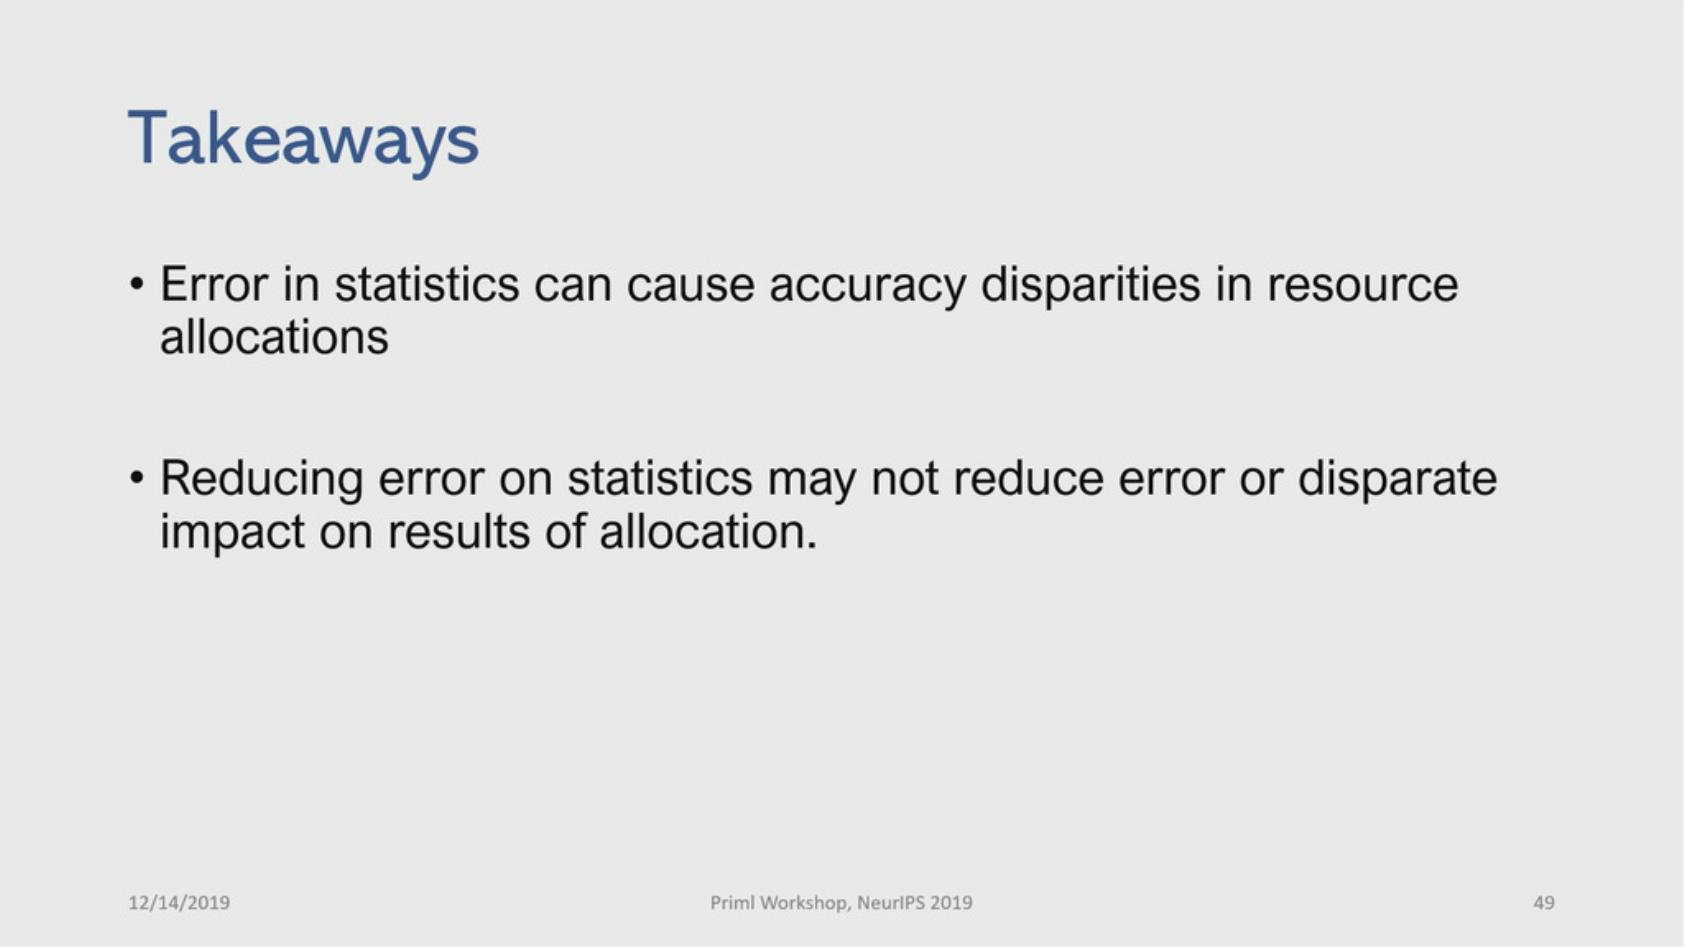 Takeaways
• Error in statistics can cause accuracy disparities in resource
allocations
• Reducing error on statistics may not reduce error or disparate
impact on results of allocation.
12/14/2019
Priml Workshop, NeurIPS 2019
49